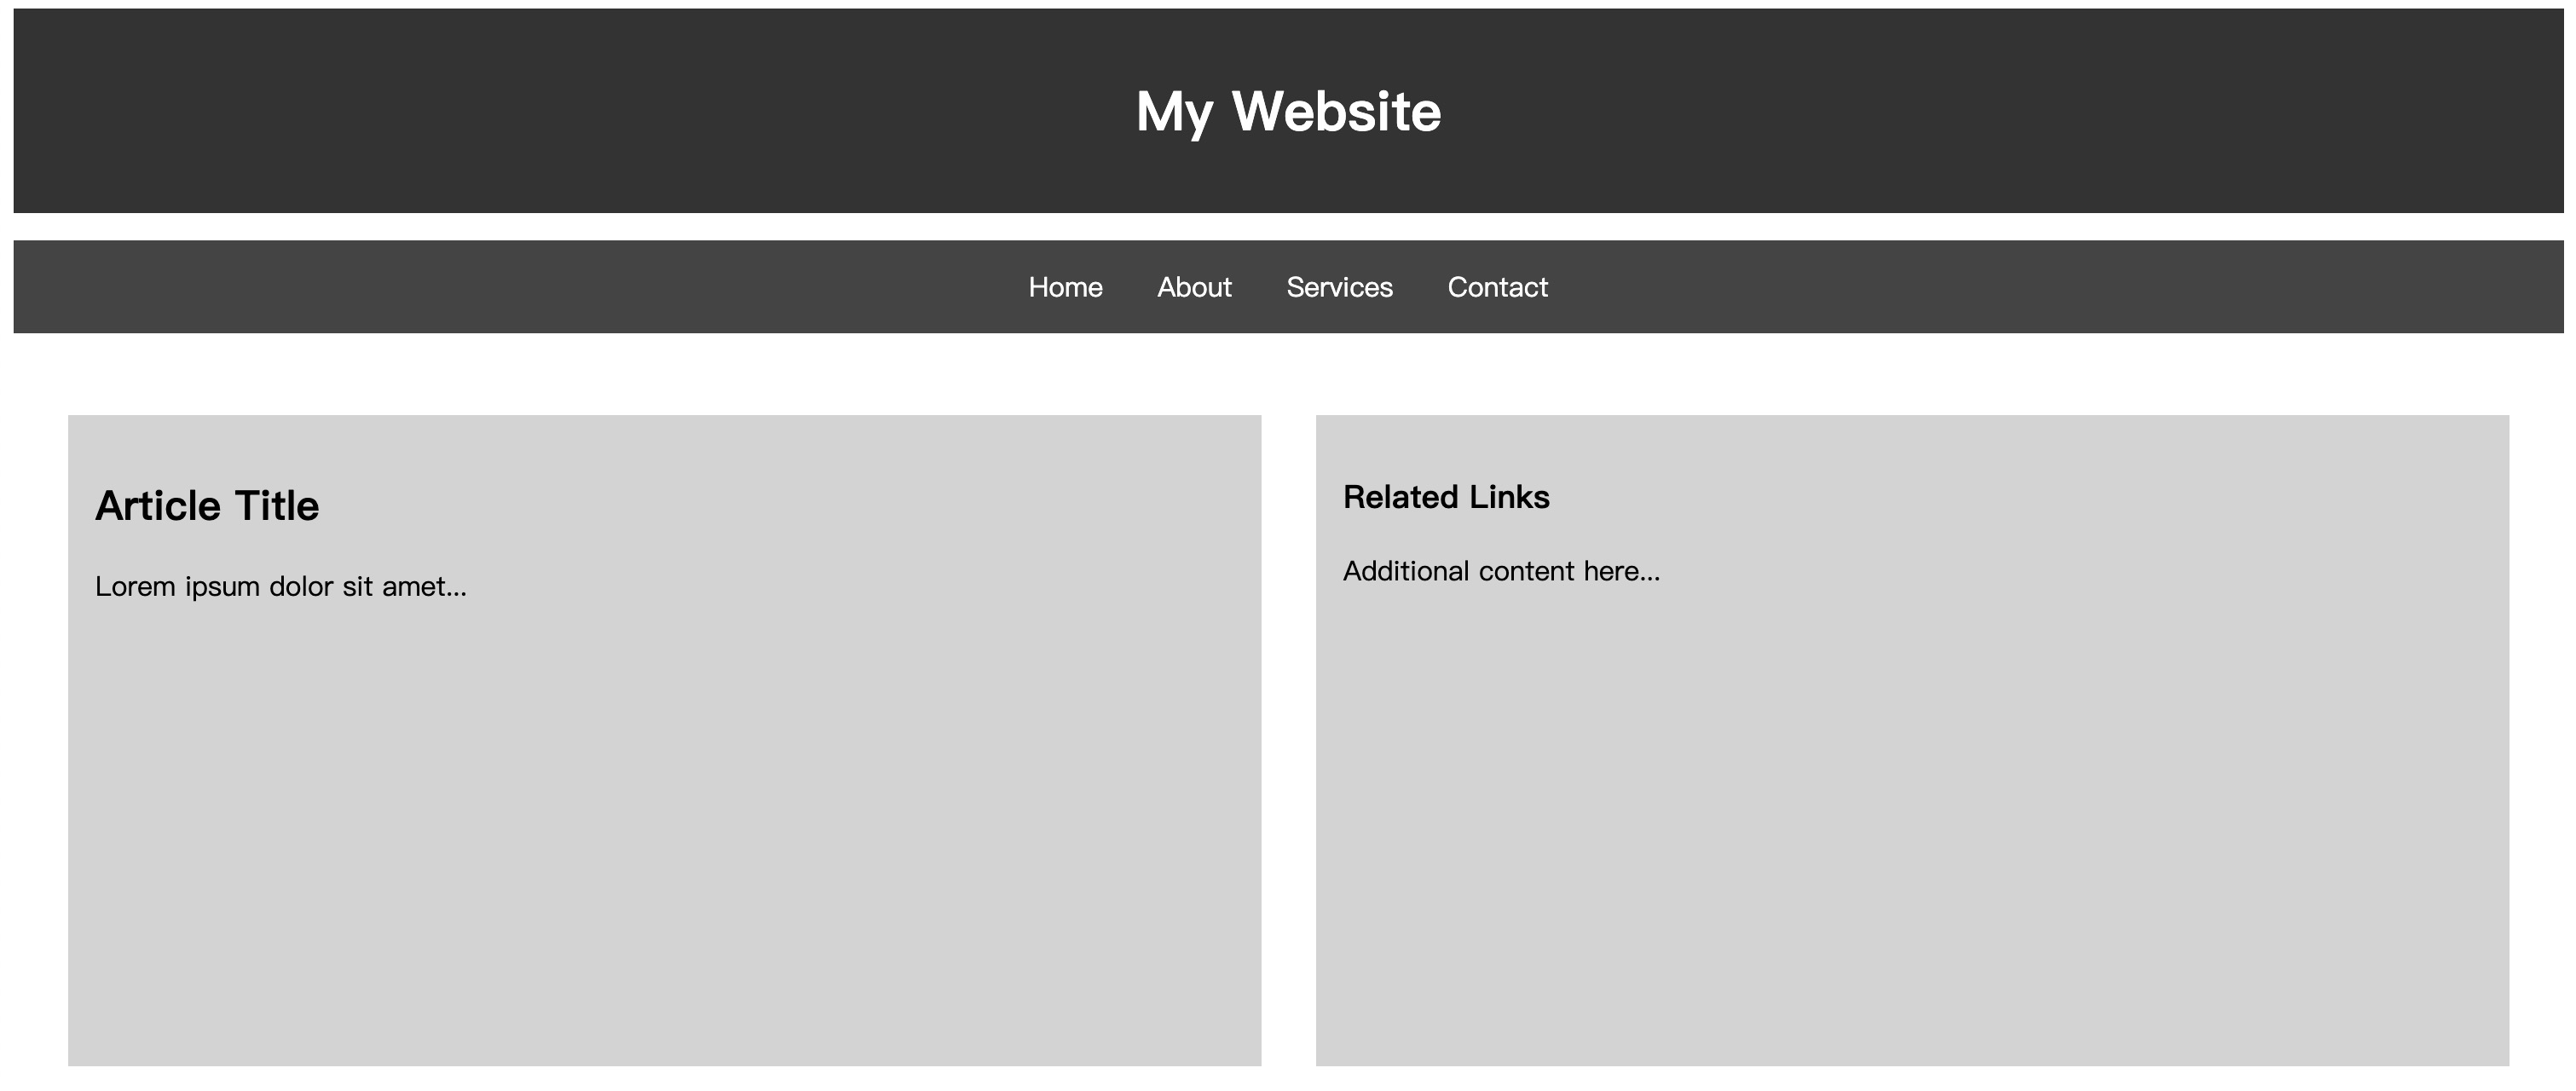 My Website
Home About Services Contact
Article Title
Lorem ipsum dolor sit amet...
Related Links
Additional content here...